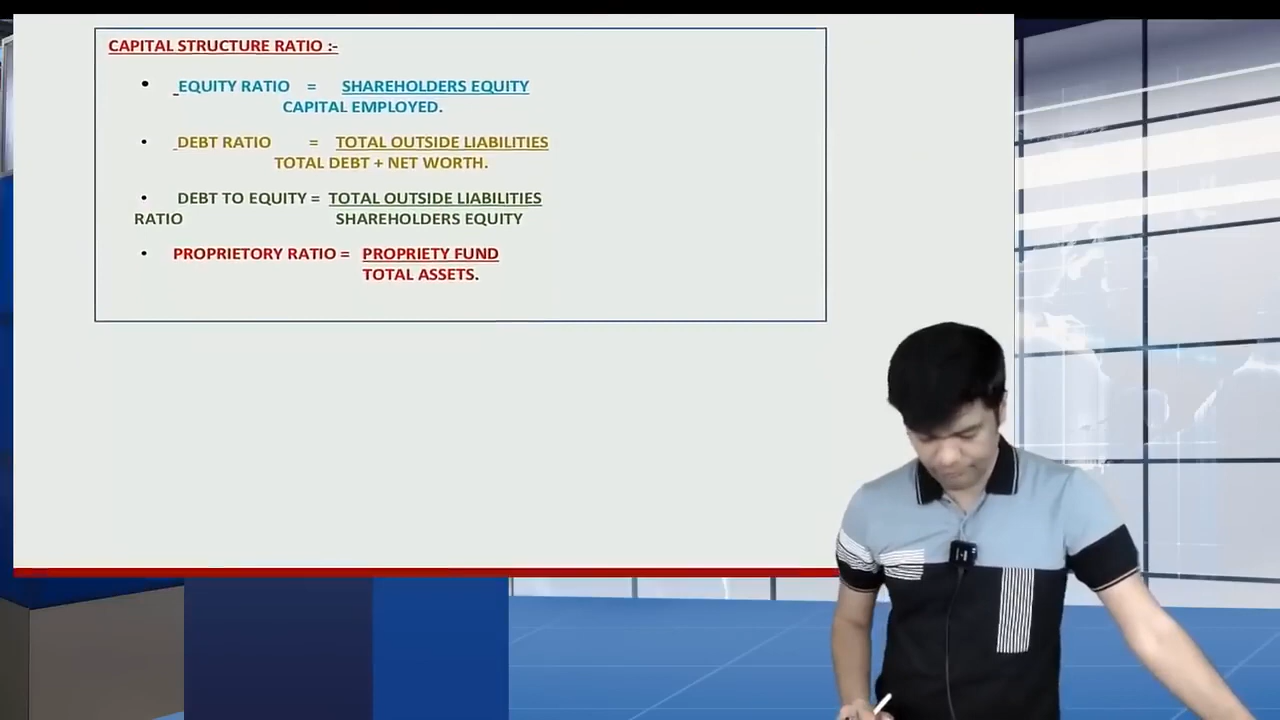 CAPITAL STRUCTURE RATIO :-
• EQUITY RATIO = SHAREHOLDERS EQUITY
CAPITAL EMPLOYED.
• DEBT RATIO = TOTAL OUTSIDE LIABILITIES
TOTAL DEBT + NET WORTH.
• DEBT TO EQUITY = TOTAL OUTSIDE LIABILITIES
RATIO SHAREHOLDERS EQUITY
• PROPRIETORY RATIO = PROPRIETY FUND
TOTAL ASSETS.